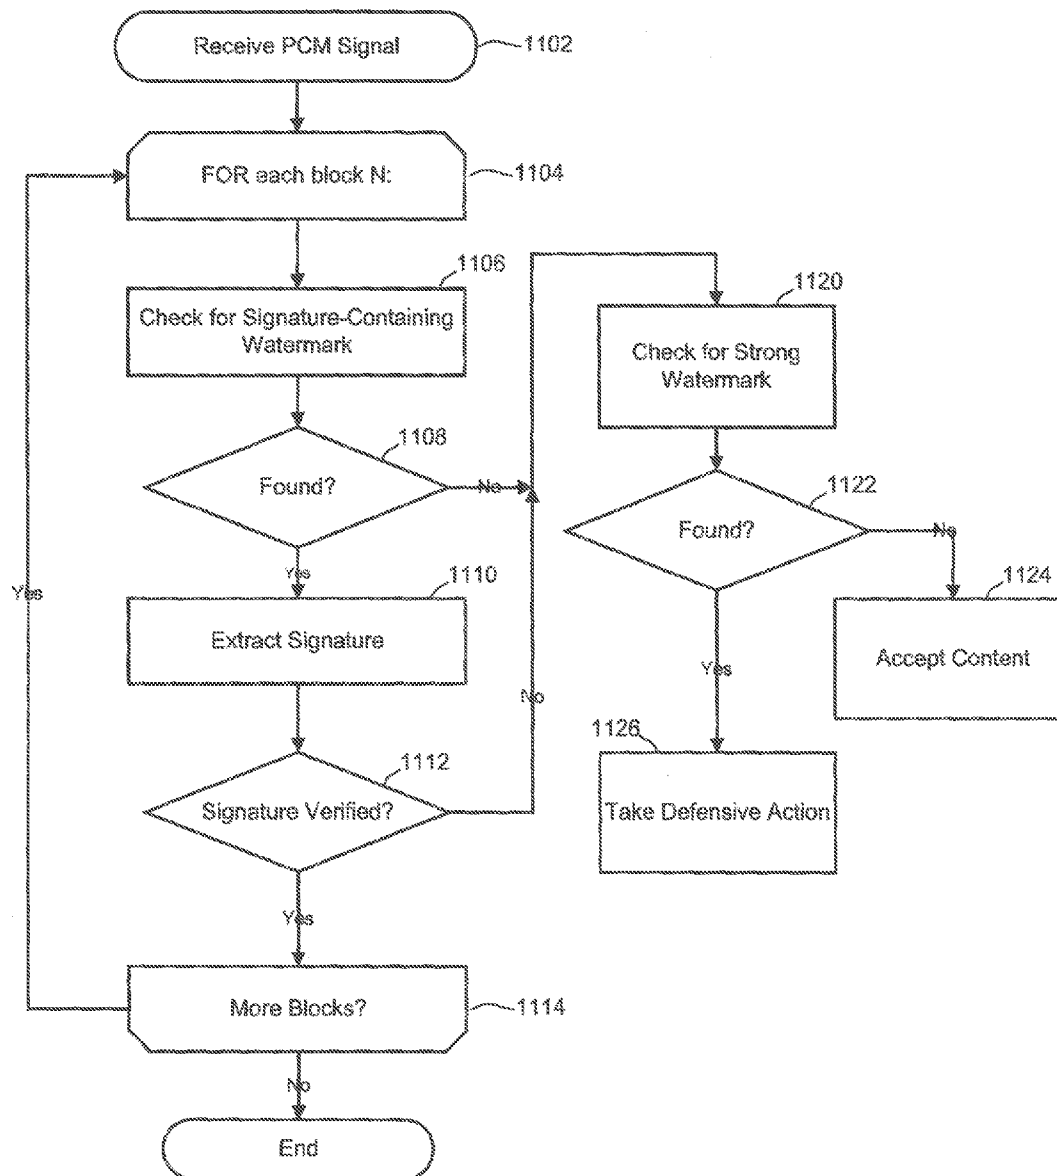 Receive PCM Signal
1102
FOR each block N:
1104
1106
Check for Signature-Containing
Watermark
1108
Found?
No
Yes
1110
Extract Signature
1112
Signature Verified?
No
Yes
More Blocks?
1114
Yes
No
End
1120
Check for Strong
Watermark
1122
Found?
No
1124
Accept Content
Yes
1126
Take Defensive Action